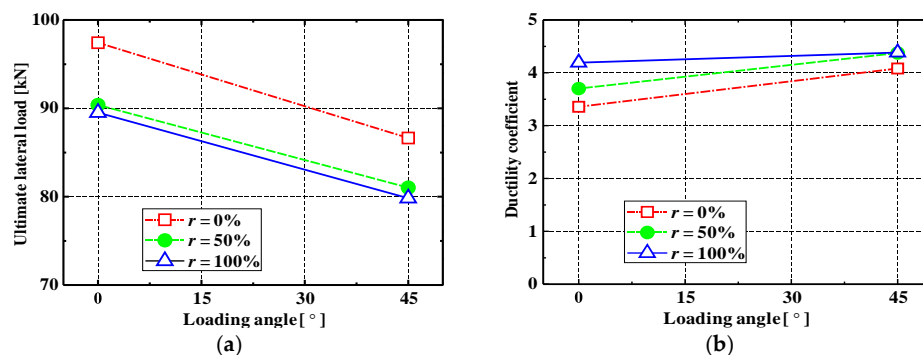 100
90
80
70
Ultimate lateral load [kN]
r = 0%
r = 50%
r = 100%
0 15 30 45
Loading angle [ ° ]
(a)
5
4
3
2
1
0
Ductility coefficient
r = 0%
r = 50%
r = 100%
0 15 30 45
Loading angle [ ° ]
(b)